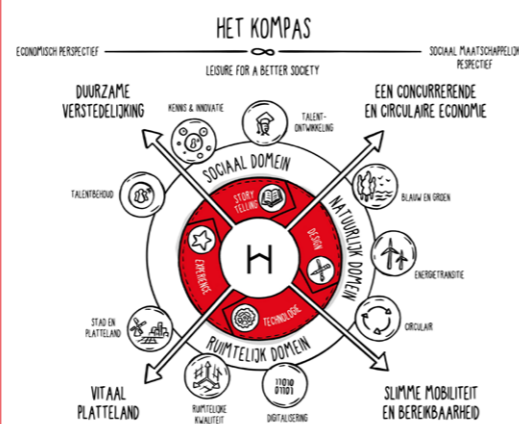 HET KOMPAS
ECONOMISCH PERSPECTIEF
SOCIAAL MAATSCHAPPELIJK
PESPECTIEF
LEISURE FOR A BETTER SOCIETY
DUURZAME
VERSTEDELIJKING
EEN CONCURRERENDE
EN CIRCULAIRE ECONOMIE
KENNS & INNOVATIE
TALENT-
ONTWIKKELING
SOCIAAL DOMEIN
TALENTBEHOUD
STORY
TELLING
NATUURLIJK DOMEIN
BLAUW EN GROEN
DESIGN
H
EXPERIENCE
ENERGIETRANSITIE
TECHNOLOGIE
STAD EN
PLATTELAND
CIRCULAIR
RUIMTELIJK DOMEIN
VITAAL
PLATTELAND
RUIMTELIJKE
KWALITEIT
11010
01101
DIGITALISERING
SLIMME MOBILITEIT
EN BEREIKBAARHEID